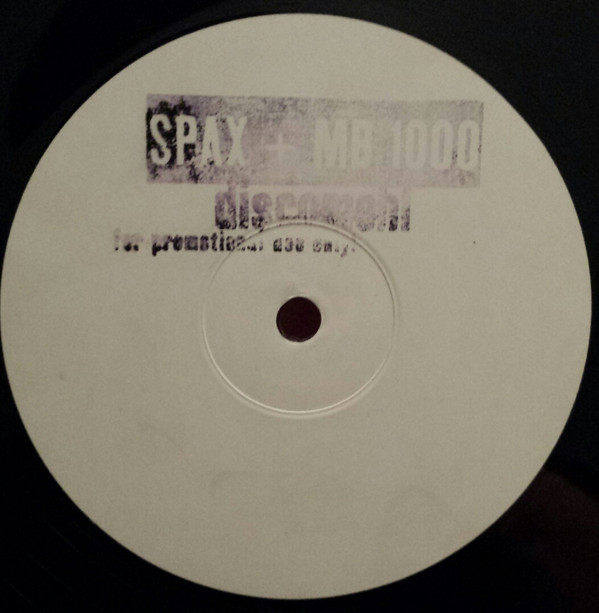 SPAX + MB 1000
for promotional use only!